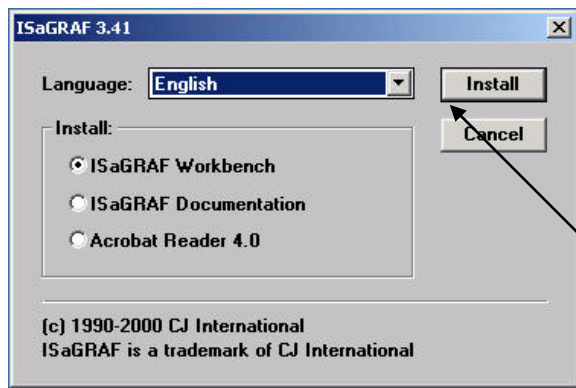 ISaGRAF 3.41
Language: English Install
Install: Cancel
ISaGRAF Workbench
ISaGRAF Documentation
Acrobat Reader 4.0
(c) 1990-2000 CJ International
ISaGRAF is a trademark of CJ International